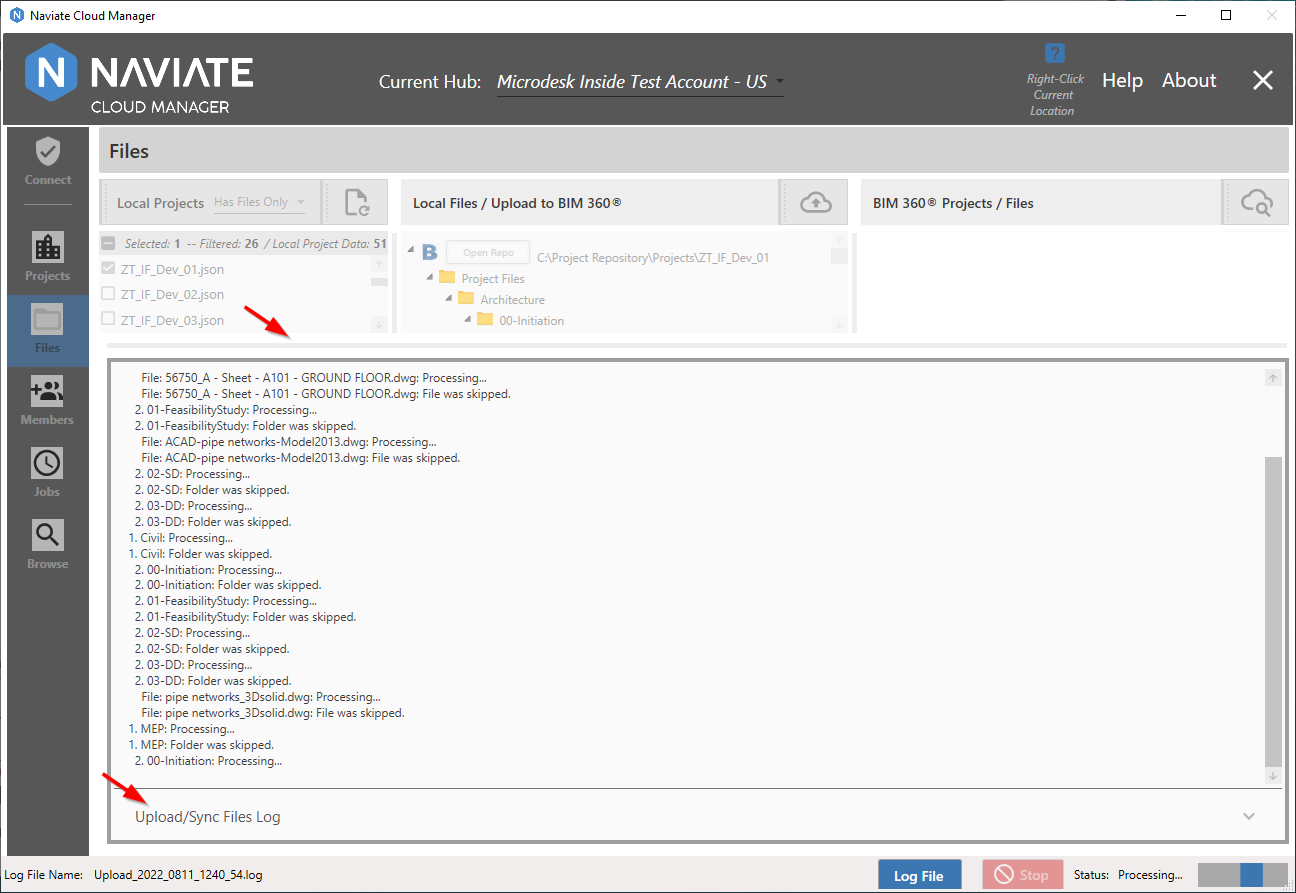 Naviate Cloud Manager
N NAVIATE
CLOUD MANAGER
Current Hub: Microdesk Inside Test Account - US
?
Right-Click
Current
Location
Help About
Connect
Projects
Files
Members
Jobs
Browse
Files
Local Projects Has Files Only
Local Files / Upload to BIM 360®
BIM 360® Projects / Files
Selected: 1 -- Filtered: 26 / Local Project Data: 51
ZT_IF_Dev_01.json
ZT_IF_Dev_02.json
ZT_IF_Dev_03.json
B Open Repo C:\Project Repository\Projects\ZT_IF_Dev_01
Project Files
Architecture
00-Initiation
File: 56750_A - Sheet - A101 - GROUND FLOOR.dwg: Processing...
File: 56750_A - Sheet - A101 - GROUND FLOOR.dwg: File was skipped.
2. 01-FeasibilityStudy: Processing...
2. 01-FeasibilityStudy: Folder was skipped.
File: ACAD-pipe networks-Model2013.dwg: Processing...
File: ACAD-pipe networks-Model2013.dwg: File was skipped.
2. 02-SD: Processing...
2. 02-SD: Folder was skipped.
2. 03-DD: Processing...
2. 03-DD: Folder was skipped.
1. Civil: Processing...
1. Civil: Folder was skipped.
2. 00-Initiation: Processing...
2. 00-Initiation: Folder was skipped.
2. 01-FeasibilityStudy: Processing...
2. 01-FeasibilityStudy: Folder was skipped.
2. 02-SD: Processing...
2. 02-SD: Folder was skipped.
2. 03-DD: Processing...
2. 03-DD: Folder was skipped.
File: pipe networks_3Dsolid.dwg: Processing...
File: pipe networks_3Dsolid.dwg: File was skipped.
1. MEP: Processing...
1. MEP: Folder was skipped.
2. 00-Initiation: Processing...
Upload/Sync Files Log
Log File Name: Upload_2022_0811_1240_54.log
Log File
Stop
Status: Processing...